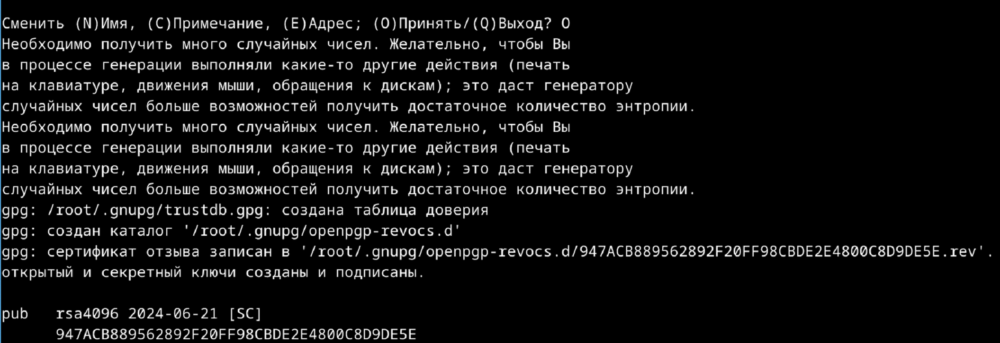 Сменить (N)Имя, (C)Примечание, (E)Адрес; (O)Принять/(Q)Выход? O
Необходимо получить много случайных чисел. Желательно, чтобы Вы
в процессе генерации выполняли какие-то другие действия (печать
на клавиатуре, движения мыши, обращения к дискам); это даст генератору
случайных чисел больше возможностей получить достаточное количество энтропии.
Необходимо получить много случайных чисел. Желательно, чтобы Вы
в процессе генерации выполняли какие-то другие действия (печать
на клавиатуре, движения мыши, обращения к дискам); это даст генератору
случайных чисел больше возможностей получить достаточное количество энтропии.
gpg: /root/.gnupg/trustdb.gpg: создана таблица доверия
gpg: создан каталог '/root/.gnupg/openpgp-revocs.d'
gpg: сертификат отзыва записан в '/root/.gnupg/openpgp-revocs.d/947ACB889562892F20FF98CBDE2E4800C8D9DE5E.rev'.
открытый и секретный ключи созданы и подписаны.
pub   rsa4096 2024-06-21 [SC]
      947ACB889562892F20FF98CBDE2E4800C8D9DE5E